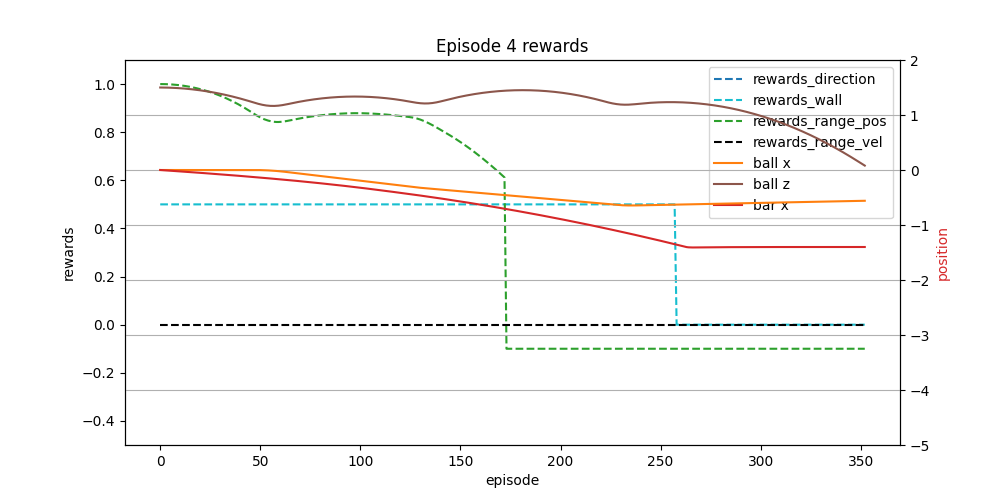 Episode 4 rewards
rewards_direction
rewards_wall
rewards_range_pos
rewards_range_vel
ball x
ball z
bar x
1.0
0.8
0.6
0.4
0.2
0.0
−0.2
−0.4
rewards
2
1
0
−1
−2
−3
−4
−5
position
0 50 100 150 200 250 300 350
episode